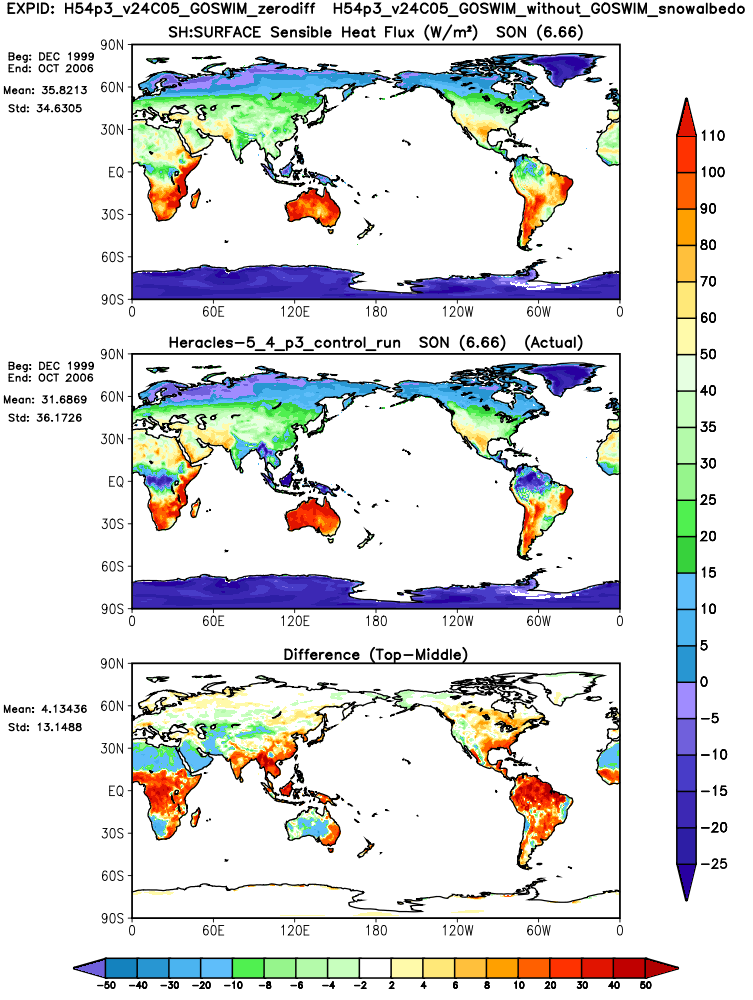 EXPID: H54p3_v24C05_GOSWIM_zerodiff H54p3_v24C05_GOSWIM_without_GOSWIM_snowalbedo
SH:SURFACE Sensible Heat Flux (W/m²) SON (6.66)
Beg: DEC 1999
End: OCT 2006
Mean: 35.8213
Std: 34.6305
90N
60N
30N
EQ
30S
60S
90S
0 60E 120E 180 120W 60W 0
Heracles-5_4_p3_control_run SON (6.66) (Actual)
Beg: DEC 1999
End: OCT 2006
Mean: 31.6869
Std: 36.1726
90N
60N
30N
EQ
30S
60S
90S
0 60E 120E 180 120W 60W 0
Difference (Top-Middle)
Mean: 4.13436
Std: 13.1488
90N
60N
30N
EQ
30S
60S
90S
0 60E 120E 180 120W 60W 0
110
100
90
80
70
60
50
40
35
30
25
20
15
10
5
0
-5
-10
-15
-20
-25
-50 -40 -30 -20 -10 -8 -6 -4 -2 2 4 6 8 10 20 30 40 50